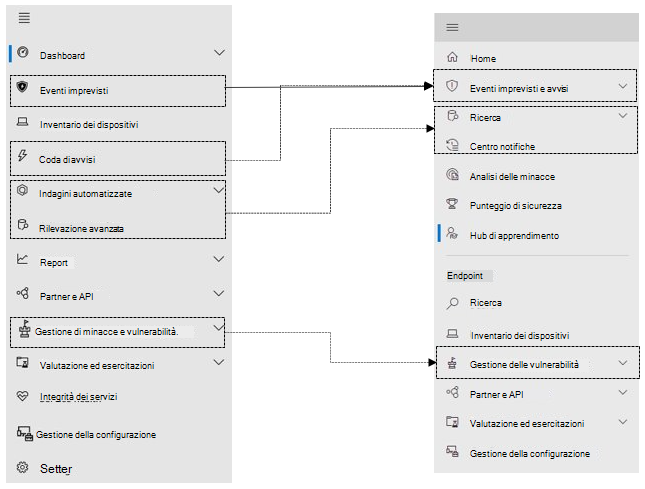 Dashboard
Eventi imprevisti
Inventario dei dispositivi
Coda diavvisi
Indagini automatizzate
Rilevazione avanzata
Report
Partner e API
Gestione di minacce e vulnerabilità.
Valutazione ed esercitazioni
Integrità dei servizi
Gestione della configurazione
Setter
Home
Eventi imprevisti e avvisi
Ricerca
Centro notifiche
Analisi delle minacce
Punteggio di sicurezza
Hub di apprendimento
Endpoint
Ricerca
Inventario dei dispositivi
Gestione delle vulnerabilità
Partner e API
Valutazione ed esercitazioni
Gestione della configurazione